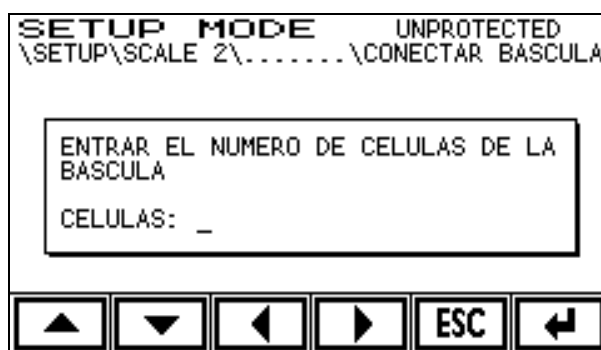 SETUP MODE UNPROTECTED
\SETUP\SCALE 2\.......\CONECTAR BASCULA
ENTRAR EL NUMERO DE CELULAS DE LA
BASCULA
CELULAS: _
ESC